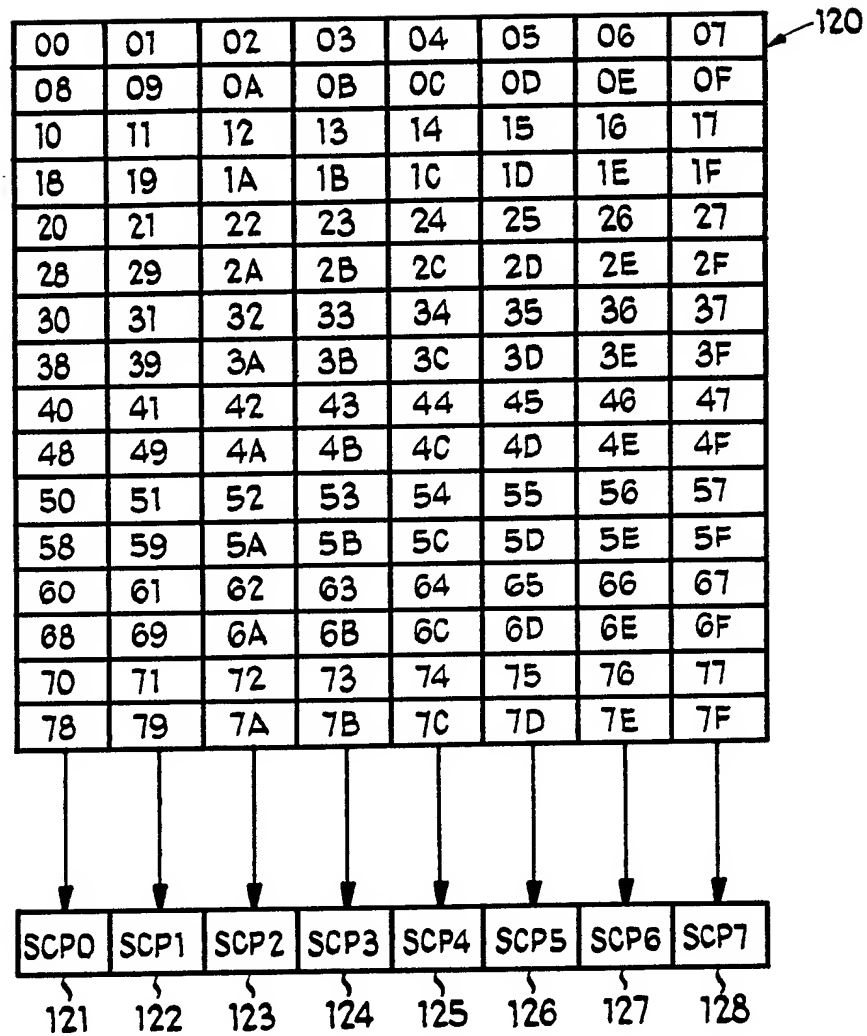 120
00 01 02 03 04 05 06 07
08 09 0A 0B 0C 0D 0E 0F
10 11 12 13 14 15 16 17
18 19 1A 1B 1C 1D 1E 1F
20 21 22 23 24 25 26 27
28 29 2A 2B 2C 2D 2E 2F
30 31 32 33 34 35 36 37
38 39 3A 3B 3C 3D 3E 3F
40 41 42 43 44 45 46 47
48 49 4A 4B 4C 4D 4E 4F
50 51 52 53 54 55 56 57
58 59 5A 5B 5C 5D 5E 5F
60 61 62 63 64 65 66 67
68 69 6A 6B 6C 6D 6E 6F
70 71 72 73 74 75 76 77
78 79 7A 7B 7C 7D 7E 7F
SCP0 SCP1 SCP2 SCP3 SCP4 SCP5 SCP6 SCP7
121 122 123 124 125 126 127 128